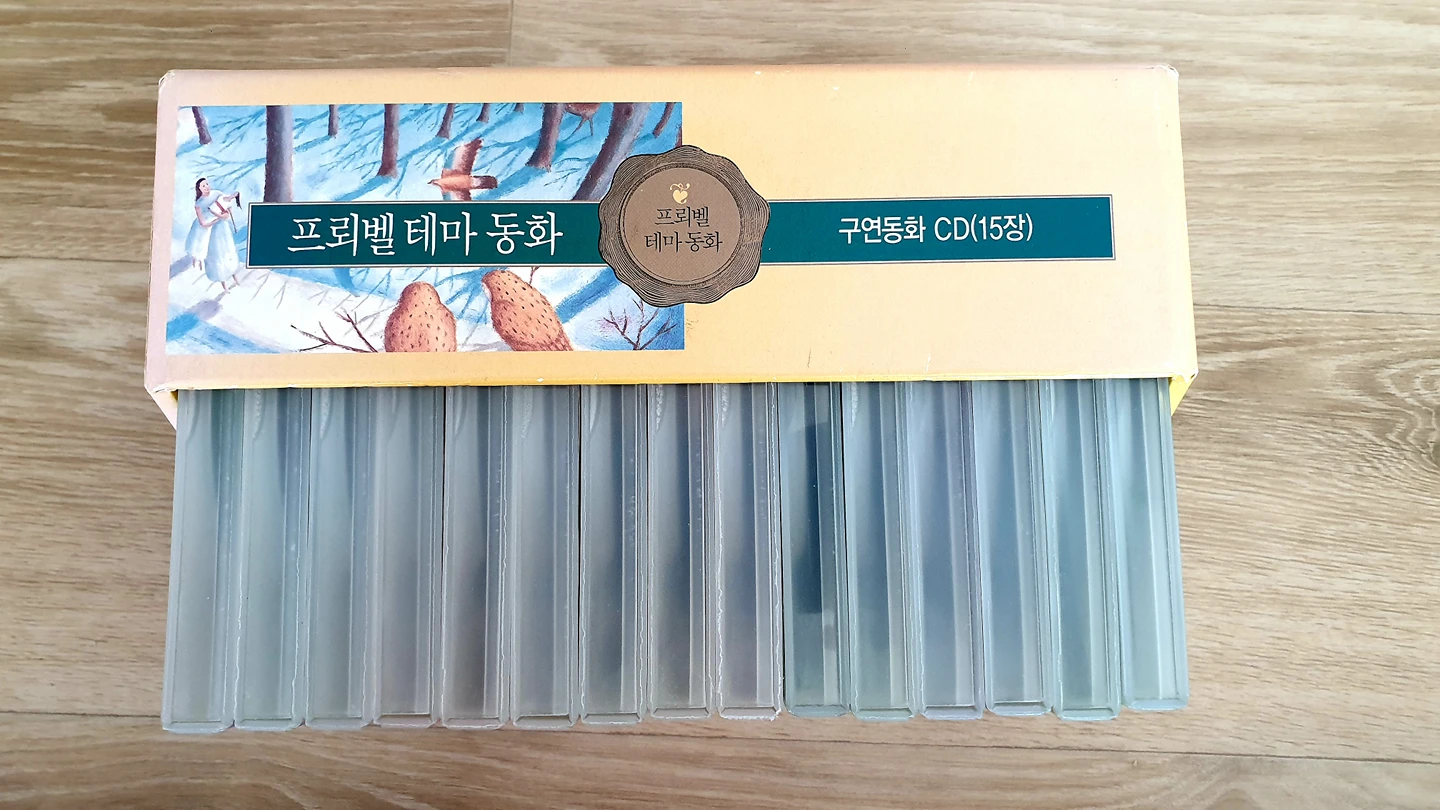 프뢰벨 테마 동화
프뢰벨
테마 동화
구연동화 CD(15장)